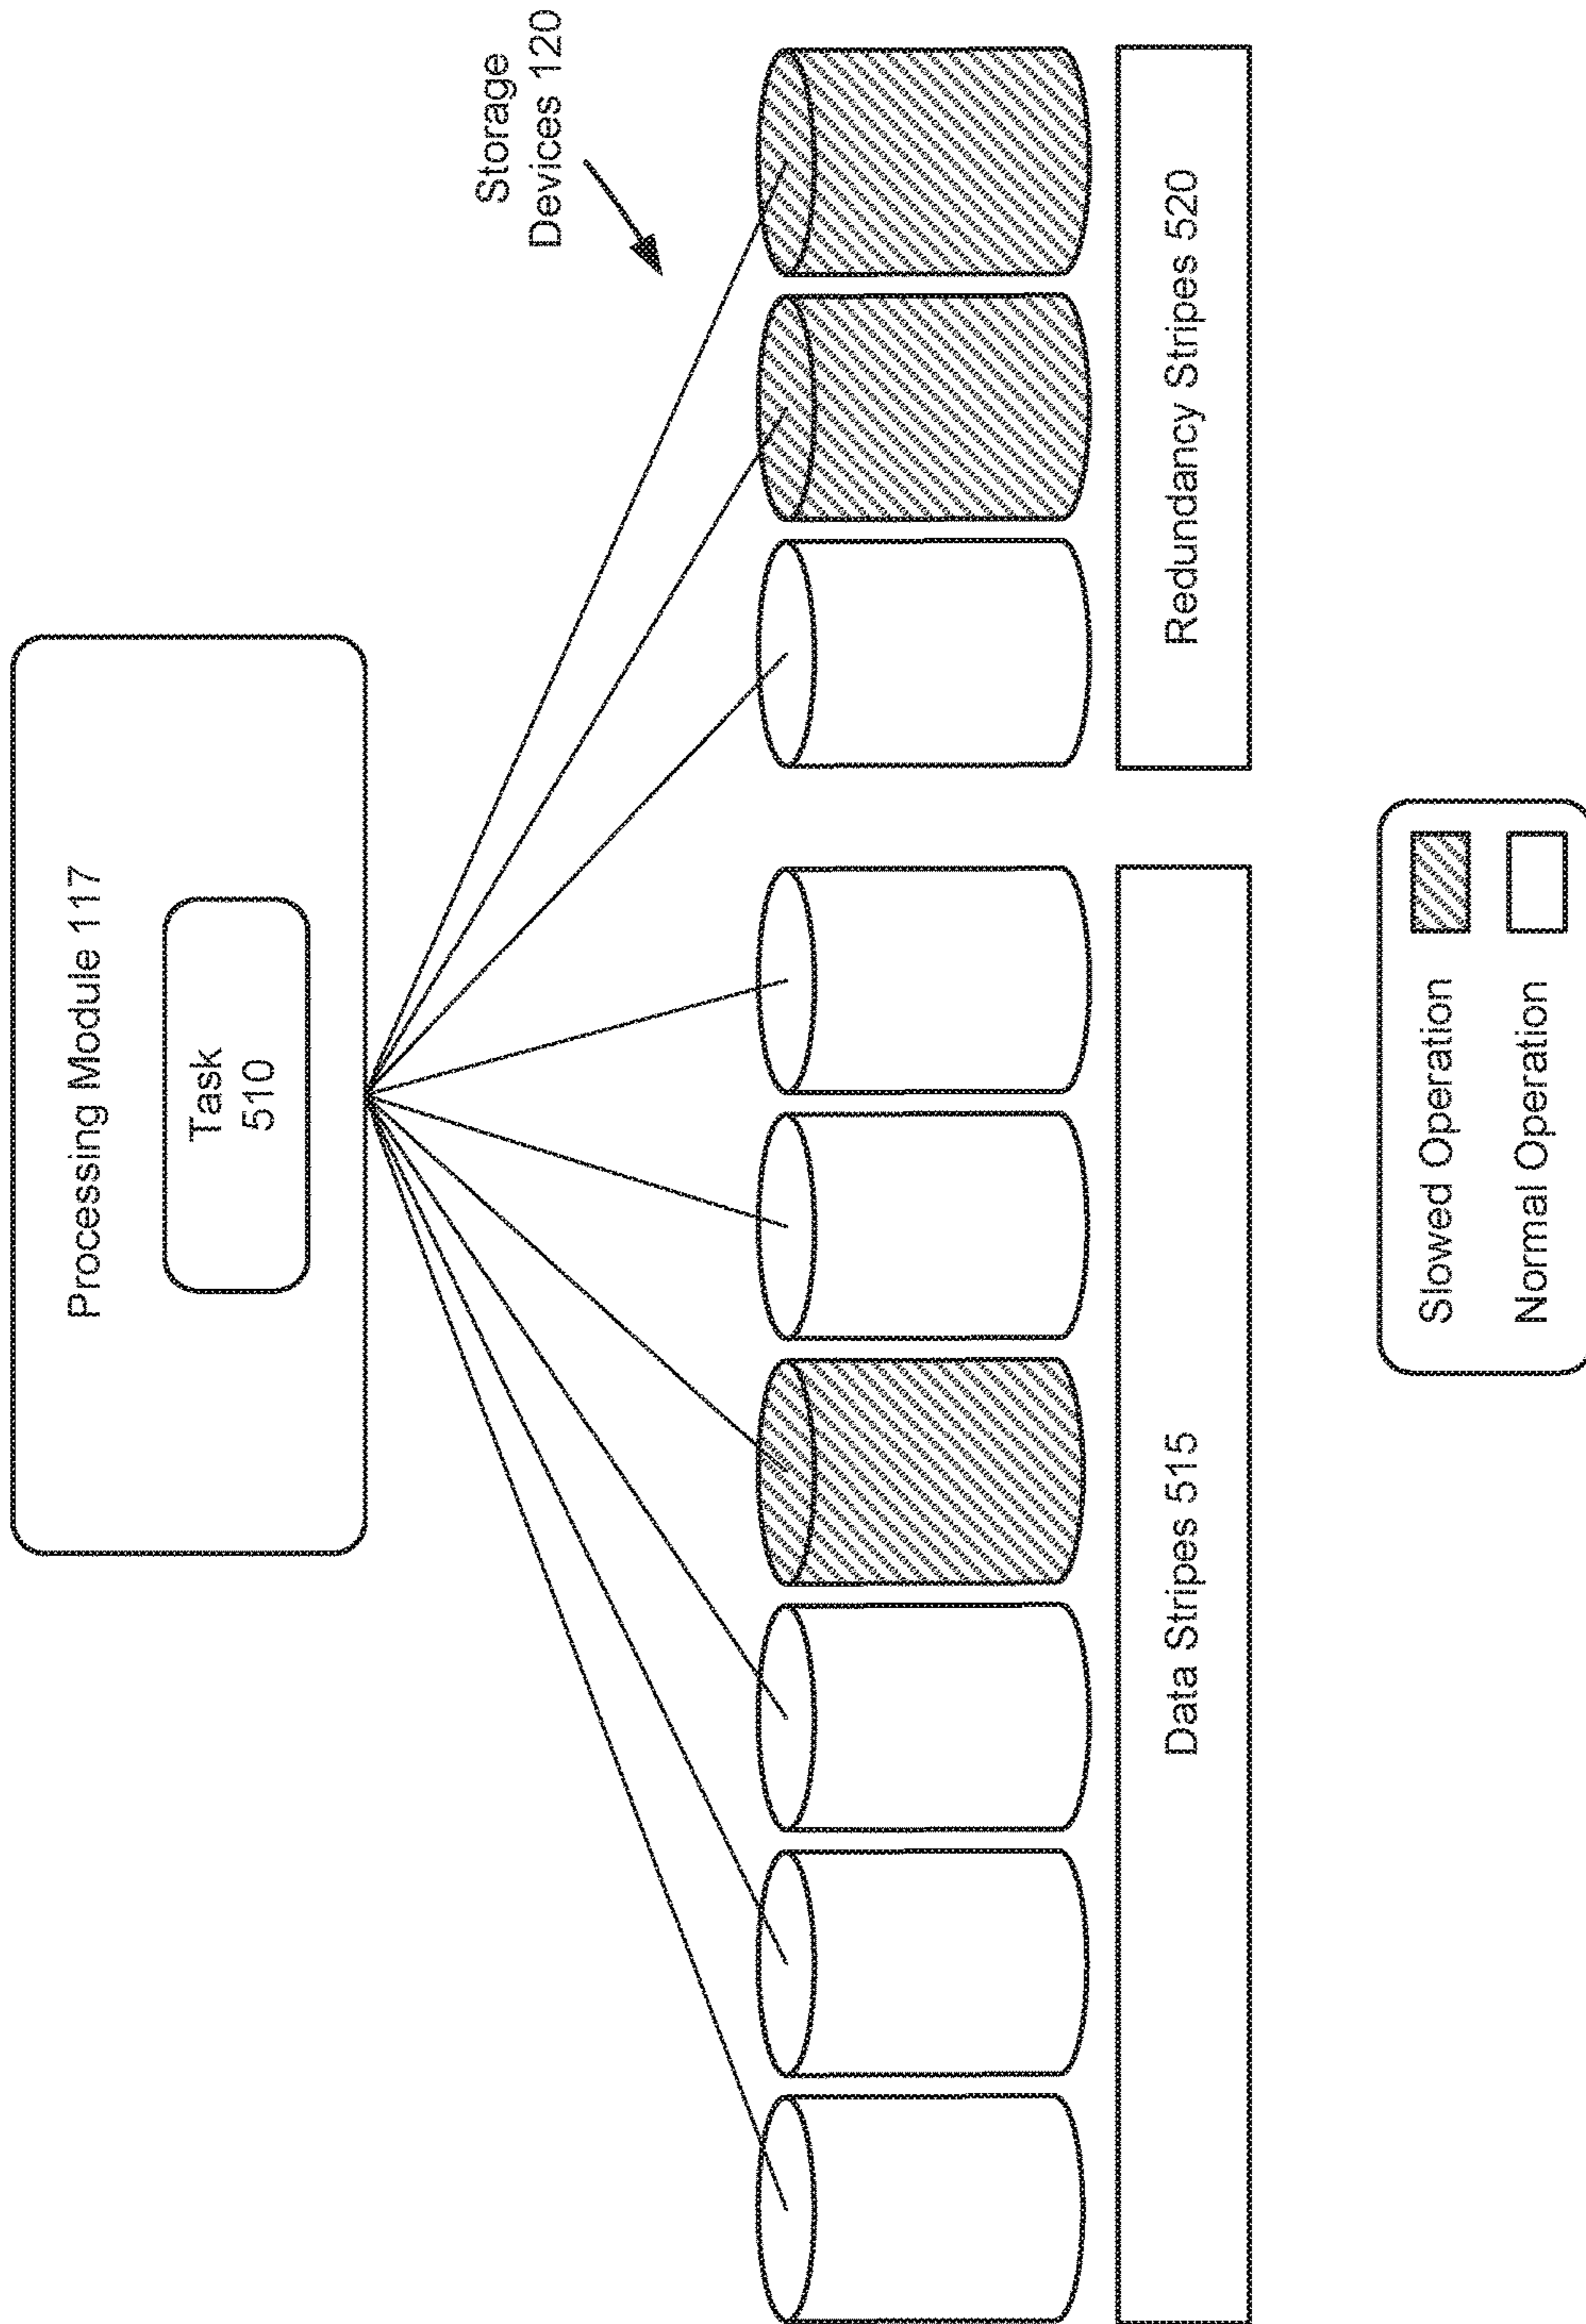 Processing Module 117
Task
510
Storage
Devices 120
Data Stripes 515
Redundancy Stripes 520
Slowed Operation
Normal Operation